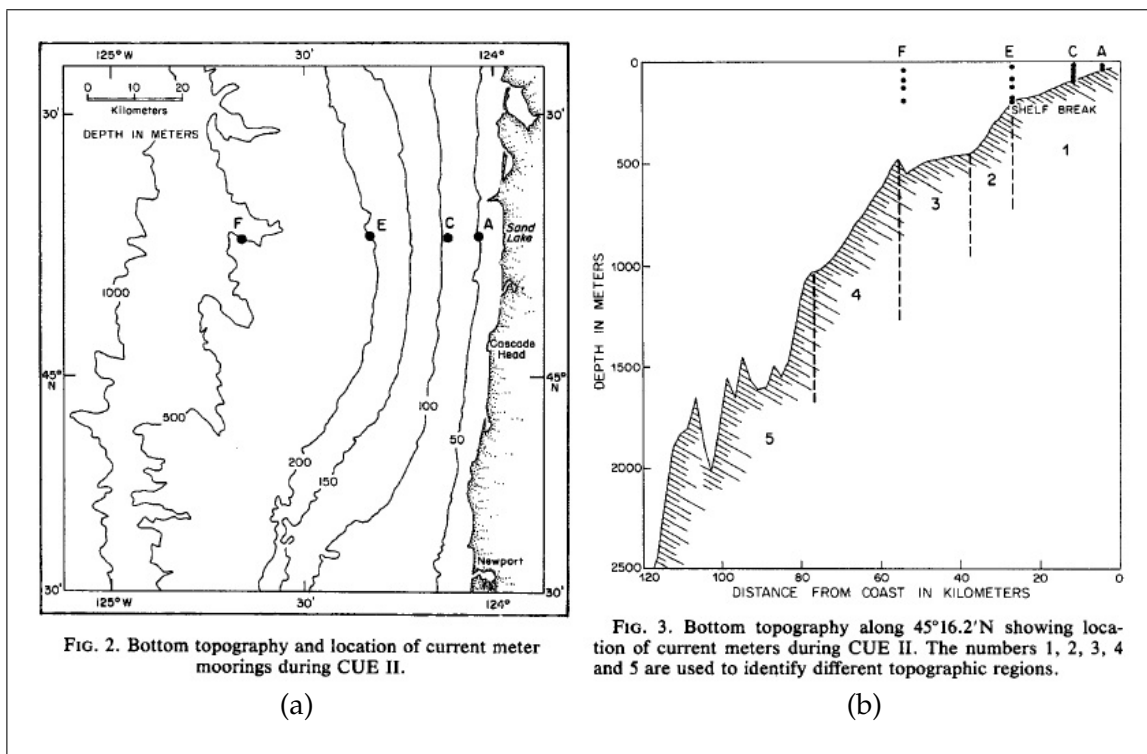 125°W
30'
124°
0 10 20
Kilometers
30'
30'
DEPTH IN METERS
F
E
C
A
Sand
Lake
1000
Cascade
Head
45°
N
45°
N
500
100
50
200
150
Newport
30'
30'
125°W
30'
124°
FIG. 2. Bottom topography and location of current meter
moorings during CUE II.
(a)
F
E
C
A
0
SHELF BREAK
1
500
2
3
1000
4
1500
5
2000
2500
DEPTH IN METERS
120 100 80 60 40 20 0
DISTANCE FROM COAST IN KILOMETERS
FIG. 3. Bottom topography along 45°16.2'N showing loca-
tion of current meters during CUE II. The numbers 1, 2, 3, 4
and 5 are used to identify different topographic regions.
(b)